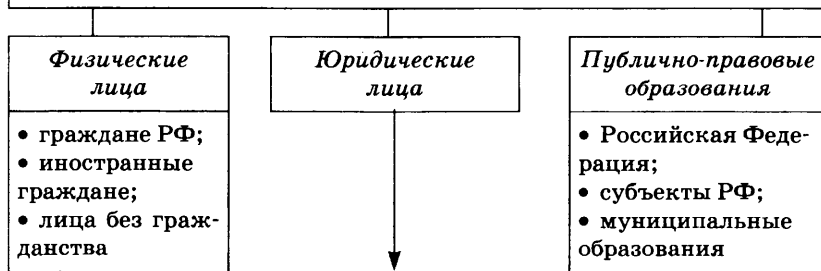 Физические
лица
• граждане РФ;
• иностранные
граждане;
• лица без граж-
данства
Юридические
лица
Публично-правовые
образования
• Российская Феде-
рация;
• субъекты РФ;
• муниципальные
образования